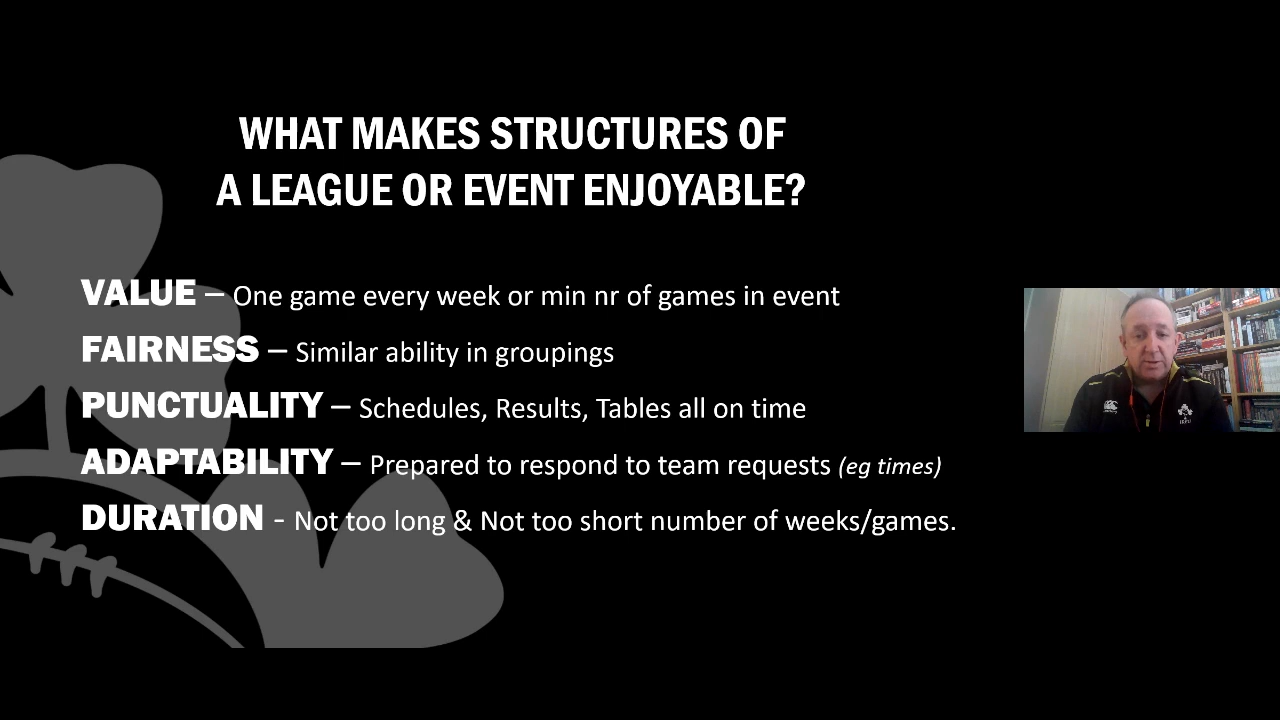 WHAT MAKES STRUCTURES OF
A LEAGUE OR EVENT ENJOYABLE?
VALUE – One game every week or min nr of games in event
FAIRNESS – Similar ability in groupings
PUNCTUALITY – Schedules, Results, Tables all on time
ADAPTABILITY – Prepared to respond to team requests (eg times)
DURATION - Not too long & Not too short number of weeks/games.